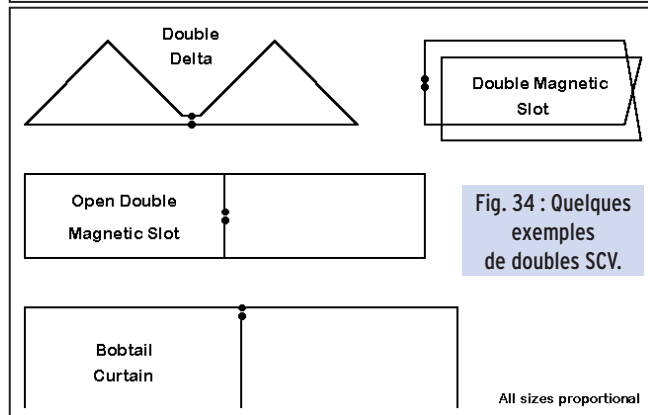 Double
Delta
Double Magnetic
Slot
Open Double
Magnetic Slot
Fig. 34 : Quelques
exemples
de doubles SCV.
Bobtail
Curtain
All sizes proportional